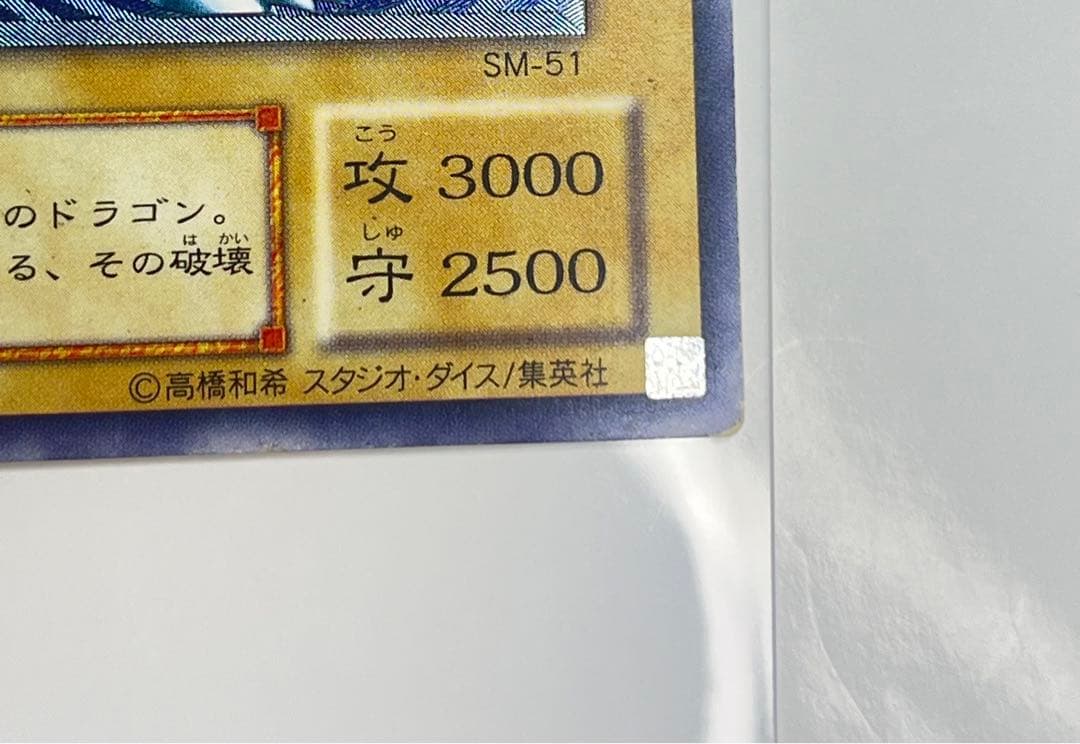 SM-51
こう
攻 3000
しゅ
守 2500
のドラゴン。
は かい
る、その破壊
©高橋和希 スタジオ・ダイス/集英社